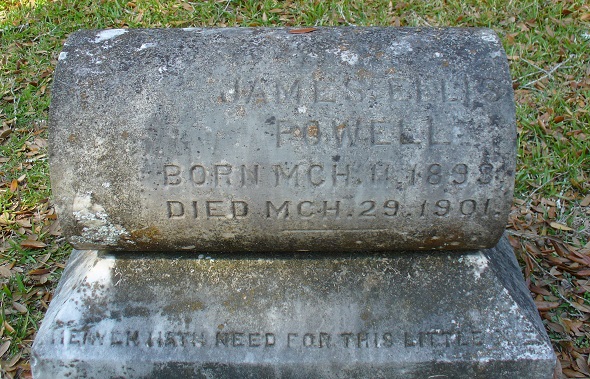 JAMES ELLIS
POWELL
BORN MCH. 11, 1899.
DIED MCH. 29. 1901.
HEAVEN HATH NEED FOR THIS LITTLE